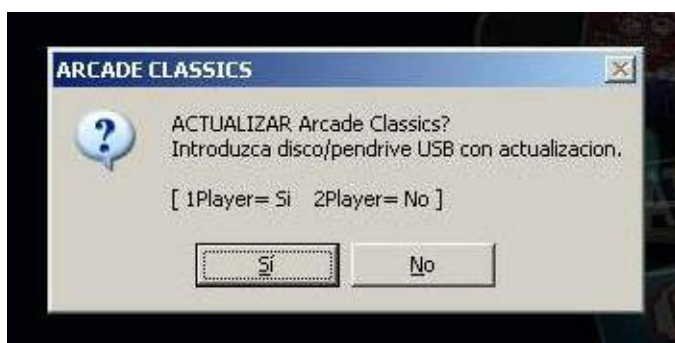 ARCADE CLASSICS
ACTUALIZAR Arcade Classics?
Introduzca disco/pendrive USB con actualizacion.
[ 1Player= Si 2Player= No ]
Sí No